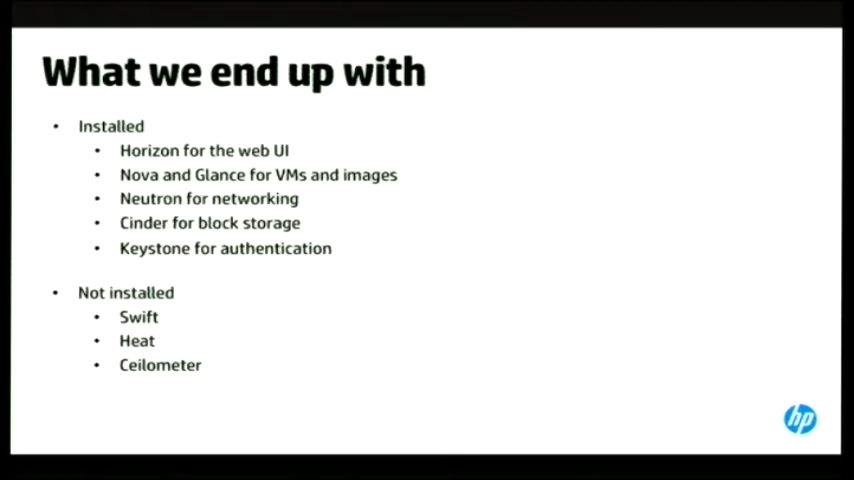 What we end up with
• Installed
• Horizon for the web UI
• Nova and Glance for VMs and images
• Neutron for networking
• Cinder for block storage
• Keystone for authentication
• Not installed
• Swift
• Heat
• Ceilometer
hp